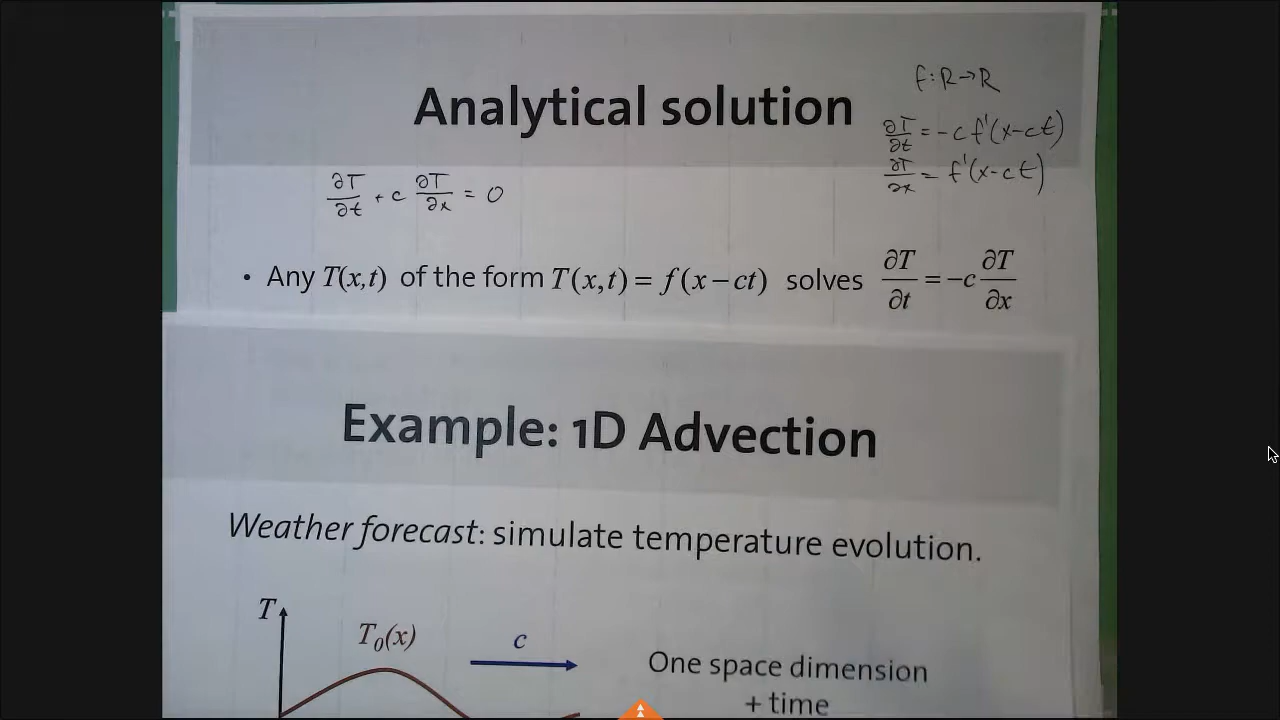 Analytical solution
f: R→R
∂T/∂t = -c f'(x-ct)
∂T/∂x = f'(x-ct)
∂T/∂t + c ∂T/∂x = 0
• Any T(x,t) of the form T(x,t) = f(x-ct) solves ∂T/∂t = -c ∂T/∂x
Example: 1D Advection
Weather forecast: simulate temperature evolution.
T
T₀(x)
c
One space dimension
+ time